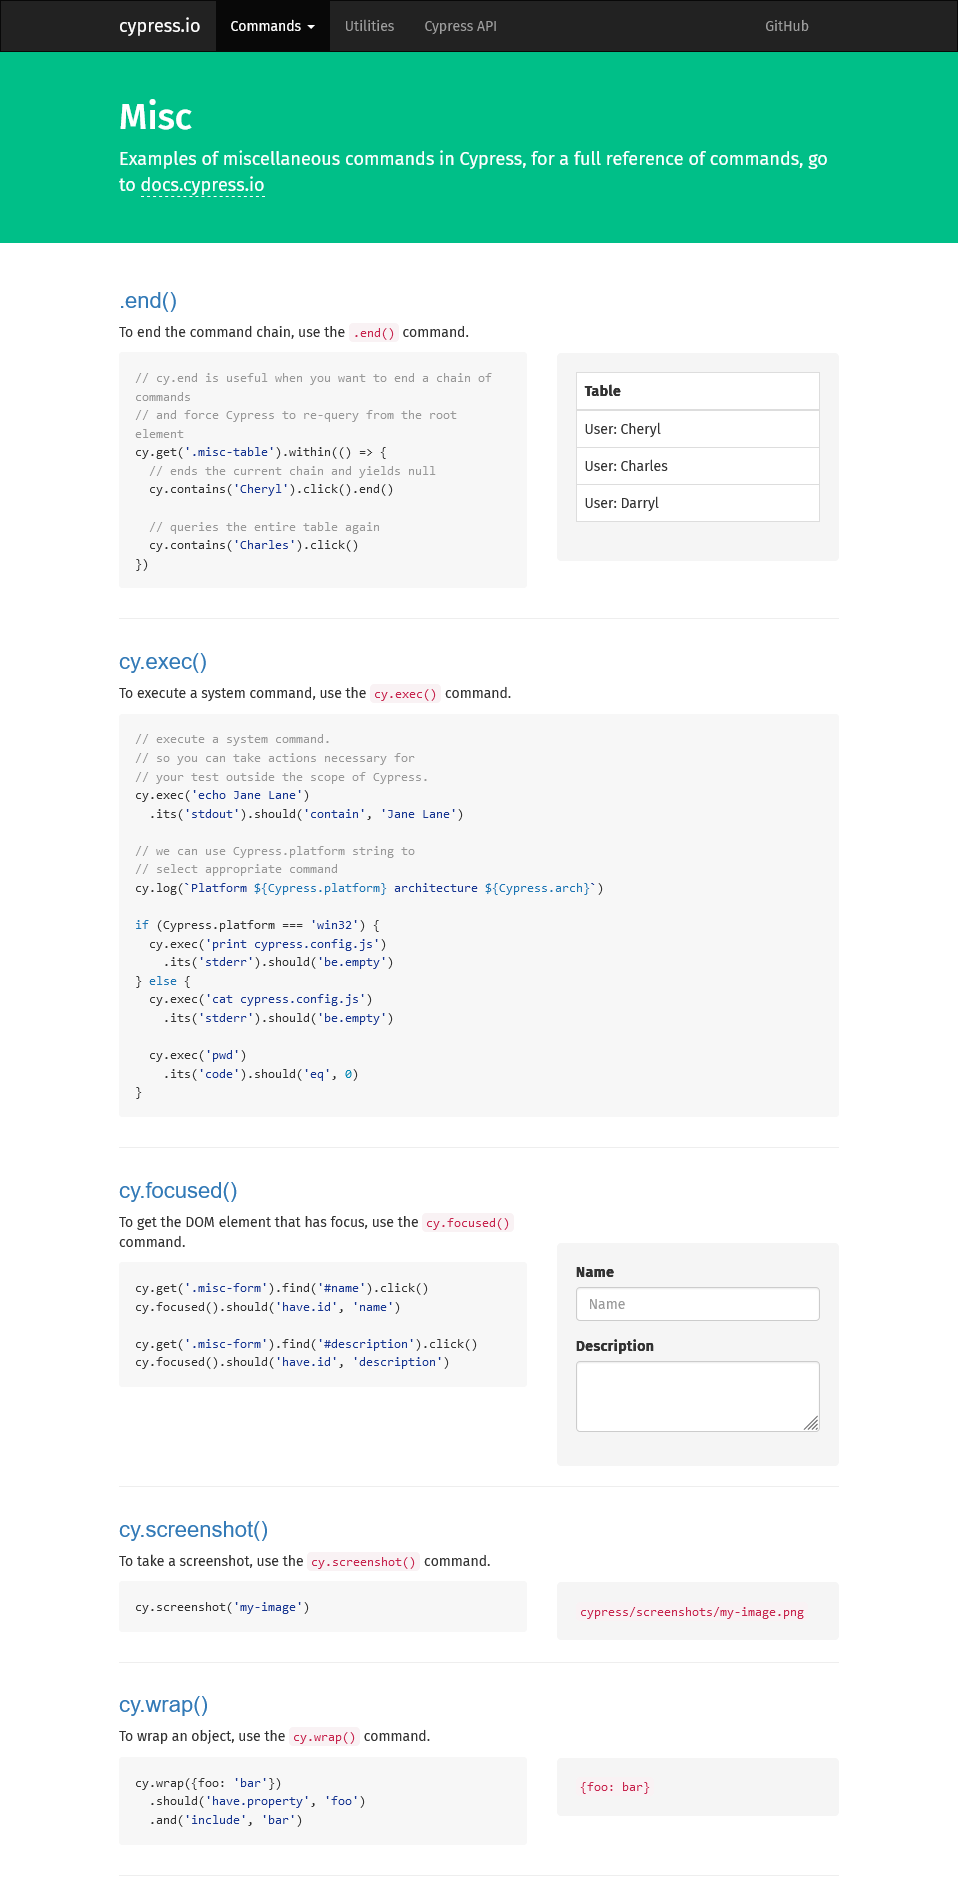 cypress.io Commands Utilities Cypress API GitHub
Misc
Examples of miscellaneous commands in Cypress, for a full reference of commands, go
to docs.cypress.io
.end()
To end the command chain, use the .end() command.
// cy.end is useful when you want to end a chain of
commands
// and force Cypress to re-query from the root
element
cy.get('.misc-table').within(() => {
  // ends the current chain and yields null
  cy.contains('Cheryl').click().end()

  // queries the entire table again
  cy.contains('Charles').click()
})
Table
User: Cheryl
User: Charles
User: Darryl
cy.exec()
To execute a system command, use the cy.exec() command.
// execute a system command.
// so you can take actions necessary for
// your test outside the scope of Cypress.
cy.exec('echo Jane Lane')
  .its('stdout').should('contain', 'Jane Lane')

// we can use Cypress.platform string to
// select appropriate command
cy.log(`Platform ${Cypress.platform} architecture ${Cypress.arch}`)

if (Cypress.platform === 'win32') {
  cy.exec('print cypress.config.js')
    .its('stderr').should('be.empty')
} else {
  cy.exec('cat cypress.config.js')
    .its('stderr').should('be.empty')

  cy.exec('pwd')
    .its('code').should('eq', 0)
}
cy.focused()
To get the DOM element that has focus, use the cy.focused()
command.
cy.get('.misc-form').find('#name').click()
cy.focused().should('have.id', 'name')

cy.get('.misc-form').find('#description').click()
cy.focused().should('have.id', 'description')
Name
Name
Description
cy.screenshot()
To take a screenshot, use the cy.screenshot() command.
cy.screenshot('my-image')
cypress/screenshots/my-image.png
cy.wrap()
To wrap an object, use the cy.wrap() command.
cy.wrap({foo: 'bar'})
  .should('have.property', 'foo')
  .and('include', 'bar')
{foo: bar}